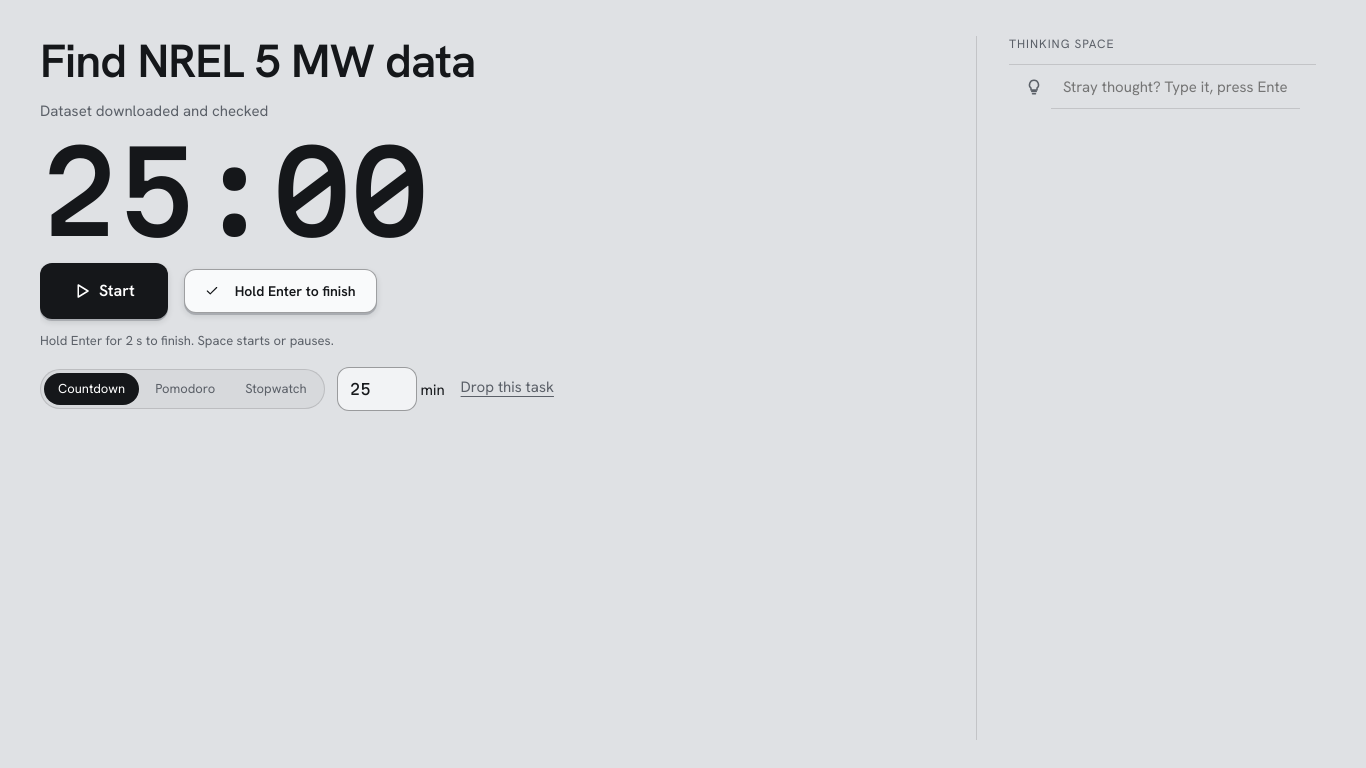 Find NREL 5 MW data
Dataset downloaded and checked
25:00
Start
Hold Enter to finish
Hold Enter for 2 s to finish. Space starts or pauses.
Countdown Pomodoro Stopwatch 25 min Drop this task
THINKING SPACE
Stray thought? Type it, press Ente